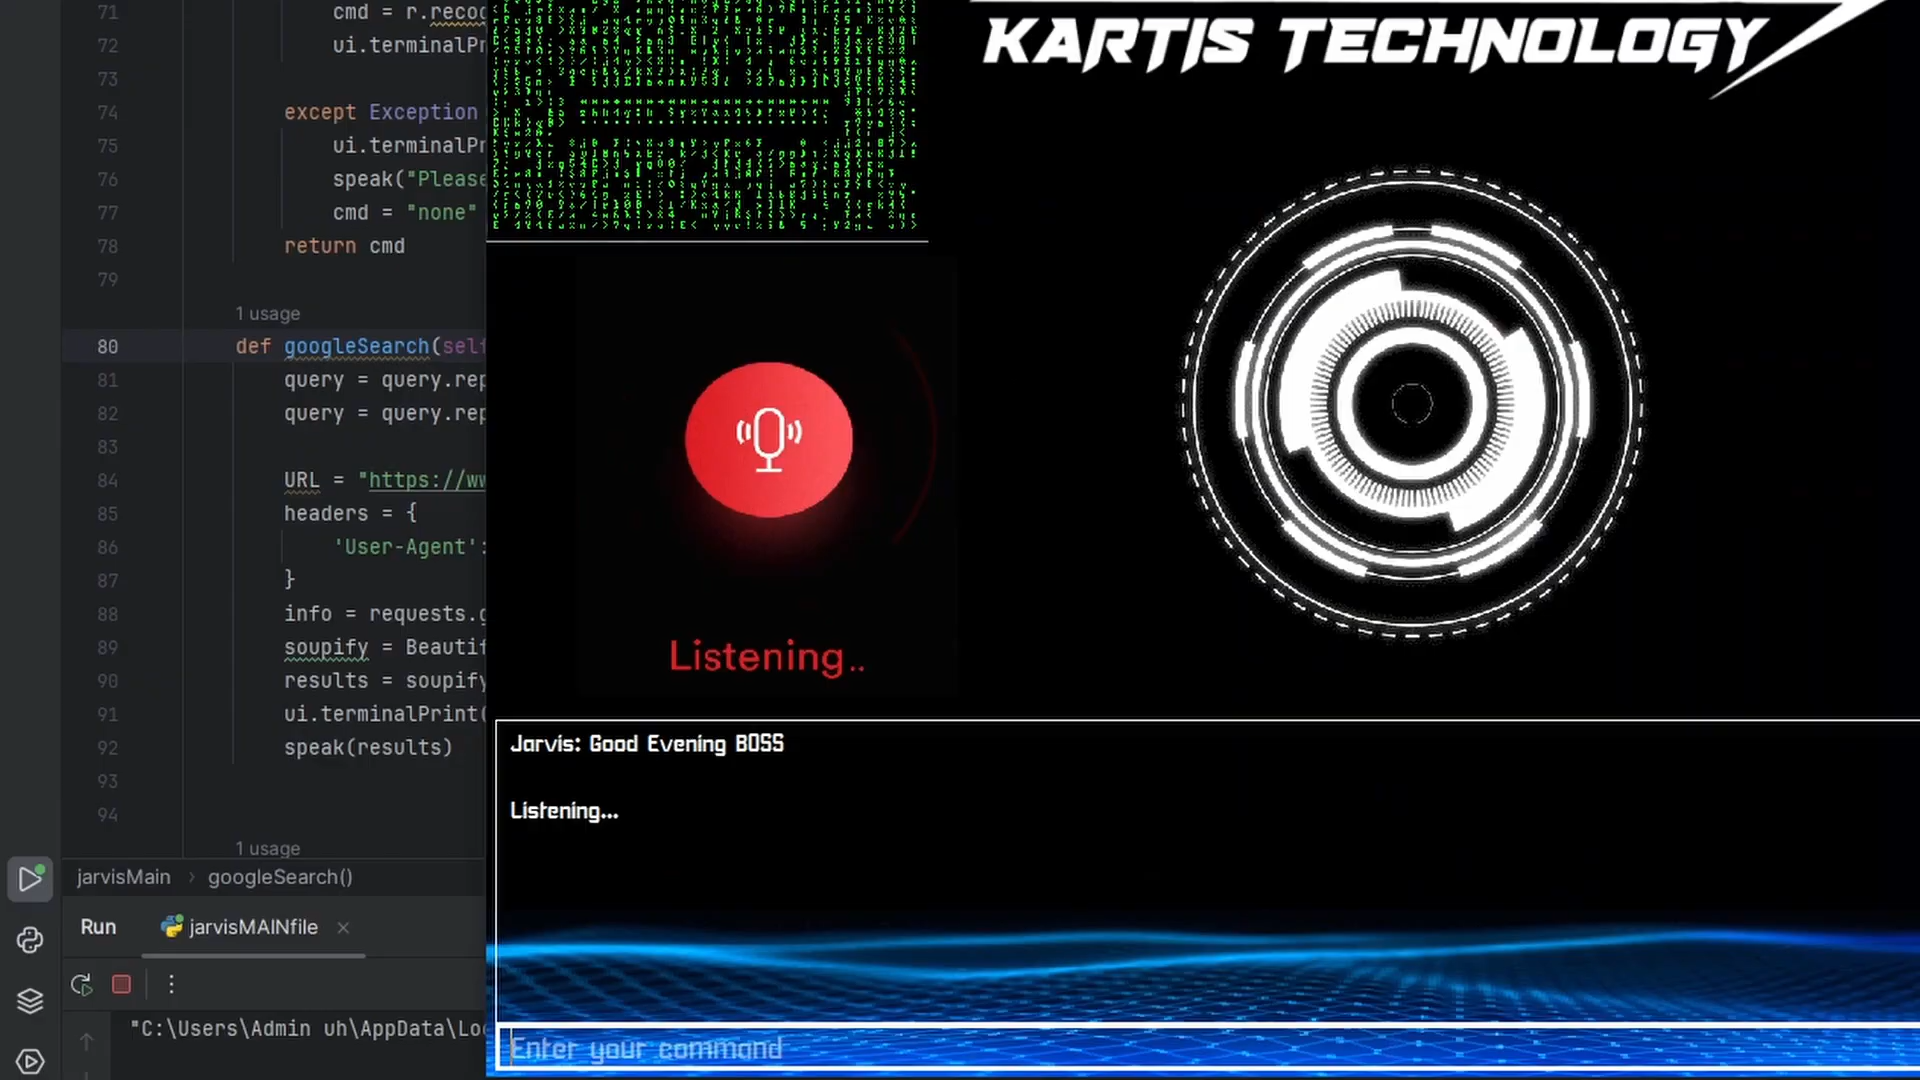 71 cmd = r.recog
72 ui.terminalPr
73
74 except Exception
75 ui.terminalPr
76 speak("Please
77 cmd = "none"
78 return cmd
79
1 usage
80 def googleSearch(self
81 query = query.rep
82 query = query.rep
83
84 URL = "https://ww
85 headers = {
86 'User-Agent':
87 }
88 info = requests.g
89 soupify = Beautif
90 results = soupify
91 ui.terminalPrint(
92 speak(results)
93
94
1 usage
jarvisMain › googleSearch()
Run jarvisMAINfile
"C:\Users\Admin uh\AppData\Loc
KARTIS TECHNOLOGY
Listening..
Jarvis: Good Evening BOSS
Listening...
Enter your command